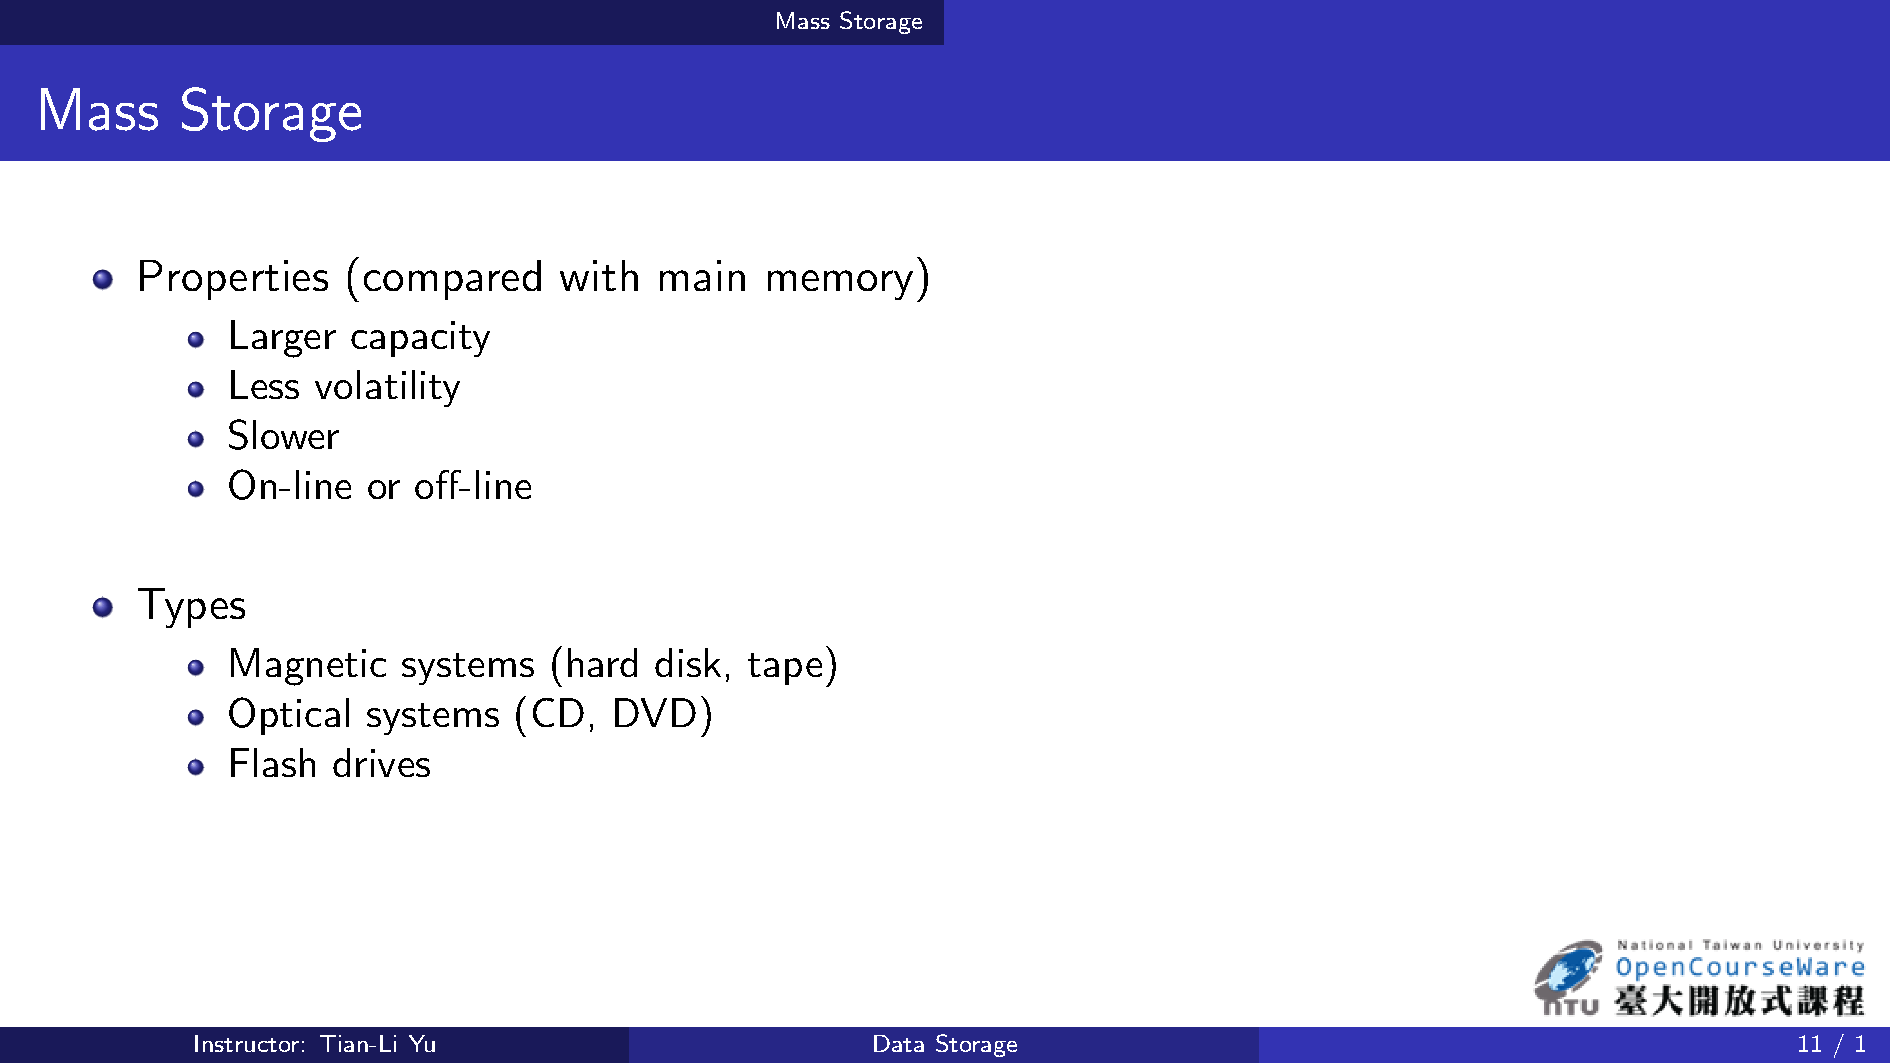 Mass Storage
Mass Storage
Properties (compared with main memory)
Larger capacity
Less volatility
Slower
On-line or off-line
Types
Magnetic systems (hard disk, tape)
Optical systems (CD, DVD)
Flash drives
National Taiwan University
OpenCourseWare
NTU 臺大開放式課程
Instructor: Tian-Li Yu
Data Storage
11 / 1